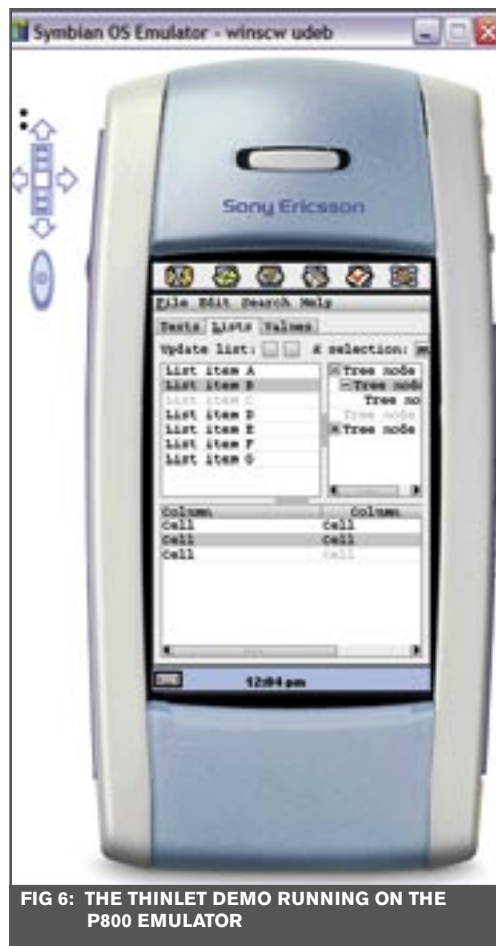 Symbian OS Emulator - winscw udeb
Sony Ericsson
File Edit Search Help
Texts Lists Values
Update list: selection:
List item A
List item B
List item C
List item D
List item E
List item F
List item G
Tree node
Tree node
Tree no
Tree node
Tree node
Column Column
Cell Cell
Cell Cell
Cell Cell
12:04 pm
FIG 6: THE THINLET DEMO RUNNING ON THE
P800 EMULATOR